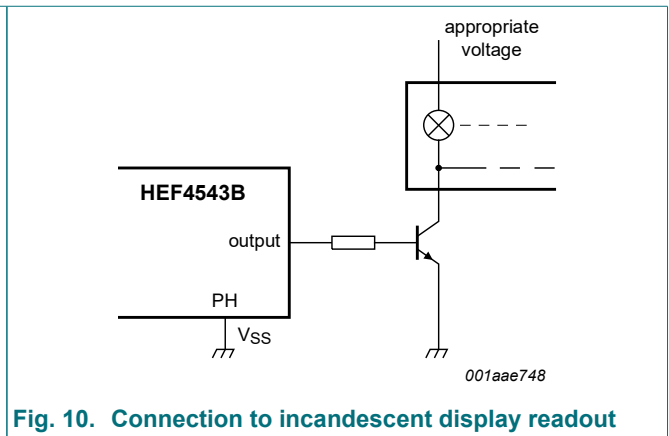 appropriate
voltage
HEF4543B
output
PH
VSS
001aae748
Fig. 10. Connection to incandescent display readout